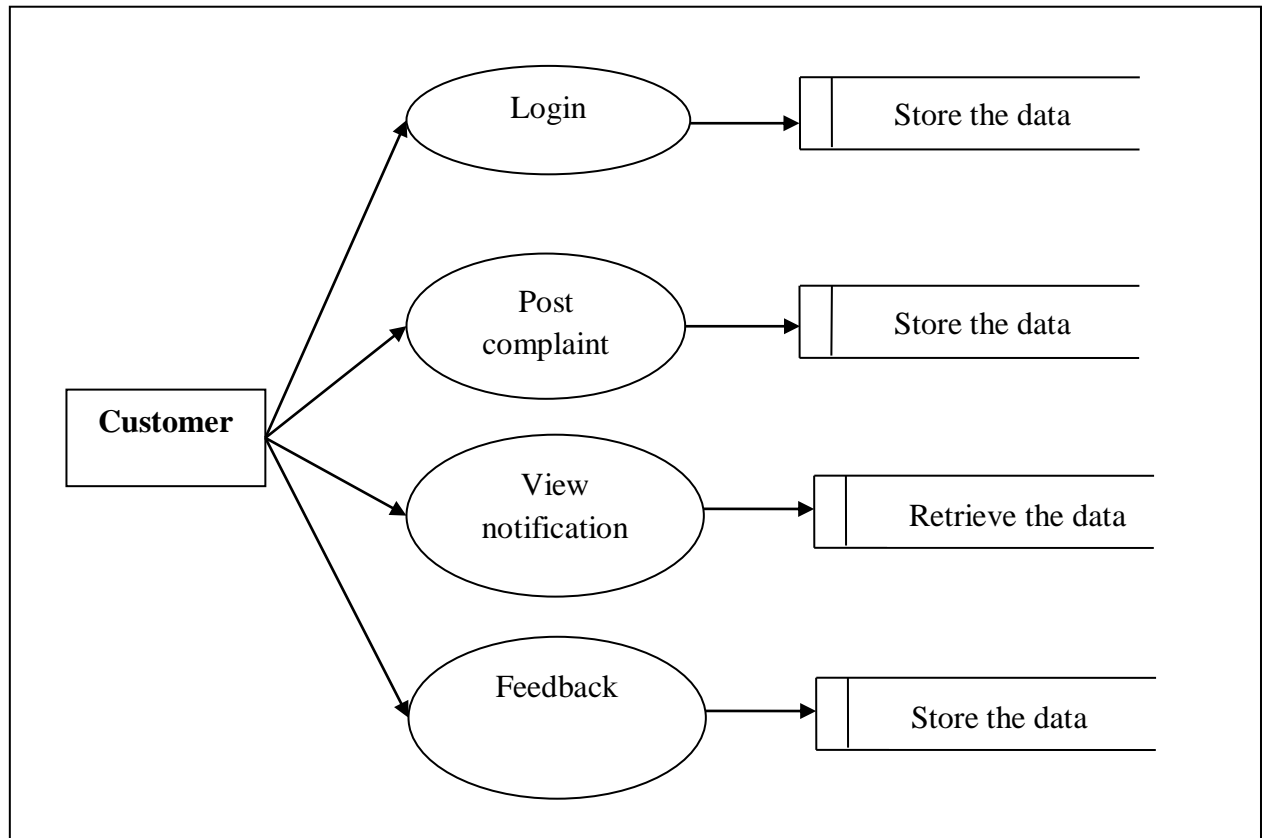 Login
Store the data
Post
complaint
Store the data
Customer
View
notification
Retrieve the data
Feedback
Store the data